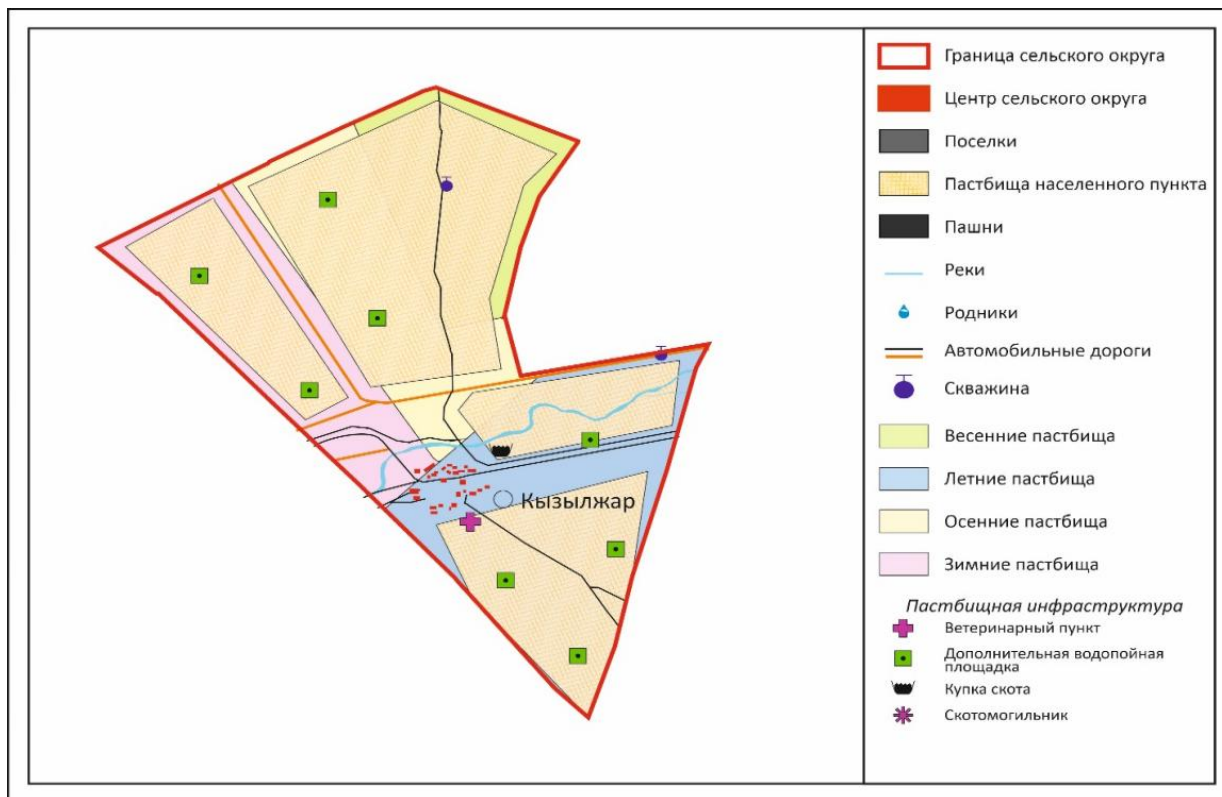 Кызылжар
Граница сельского округа
Центр сельского округа
Поселки
Пастбища населенного пункта
Пашни
Реки
Родники
Автомобильные дороги
Скважина
Весенние пастбища
Летние пастбища
Осенние пастбища
Зимние пастбища
Пастбищная инфраструктура
Ветеринарный пункт
Дополнительная водопойная
площадка
Купка скота
Скотомогильник